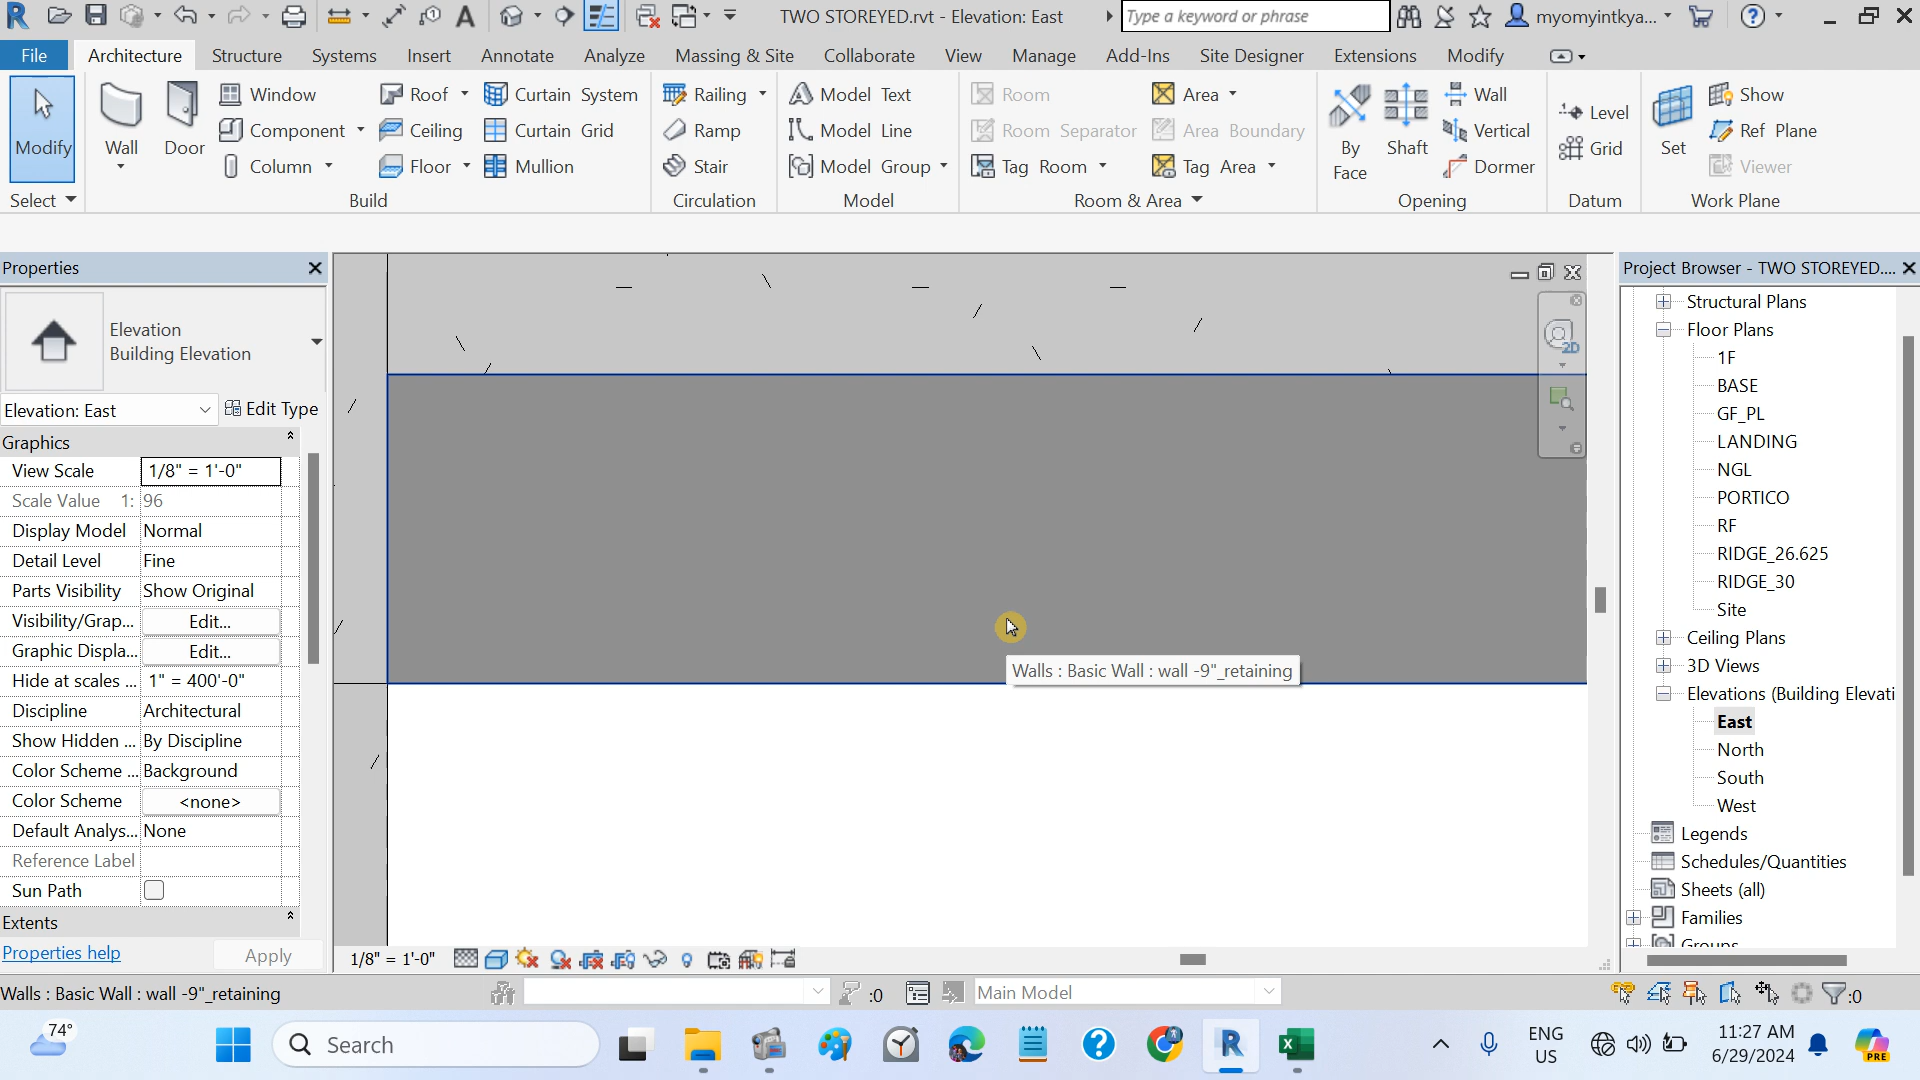 TWO STOREYED.rvt - Elevation: East
Type a keyword or phrase
myomyintkya...
File Architecture Structure Systems Insert Annotate Analyze Massing & Site Collaborate View Manage Add-Ins Site Designer Extensions Modify
Modify
Select
Wall
Door
Window
Component
Column
Roof
Ceiling
Floor
Curtain System
Curtain Grid
Mullion
Build
Railing
Ramp
Stair
Circulation
Model Text
Model Line
Model Group
Model
Room
Room Separator
Tag Room
Area
Area Boundary
Tag Area
Room & Area
By Face
Shaft
Wall
Vertical
Dormer
Opening
Level
Grid
Datum
Set
Show
Ref Plane
Viewer
Work Plane
Properties
Elevation
Building Elevation
Elevation: East
Edit Type
Graphics
View Scale 1/8" = 1'-0"
Scale Value 1: 96
Display Model Normal
Detail Level Fine
Parts Visibility Show Original
Visibility/Grap... Edit...
Graphic Displa... Edit...
Hide at scales ... 1" = 400'-0"
Discipline Architectural
Show Hidden ... By Discipline
Color Scheme ... Background
Color Scheme <none>
Default Analys... None
Reference Label
Sun Path
Extents
Properties help
Apply
2D
Walls : Basic Wall : wall -9"_retaining
1/8" = 1'-0"
Project Browser - TWO STOREYED....
Structural Plans
Floor Plans
1F
BASE
GF_PL
LANDING
NGL
PORTICO
RF
RIDGE_26.625
RIDGE_30
Site
Ceiling Plans
3D Views
Elevations (Building Elevati
East
North
South
West
Legends
Schedules/Quantities
Sheets (all)
Families
Groups
Walls : Basic Wall : wall -9"_retaining
:0
Main Model
:0
74°
Search
ENG
US
11:27 AM
6/29/2024
PRE